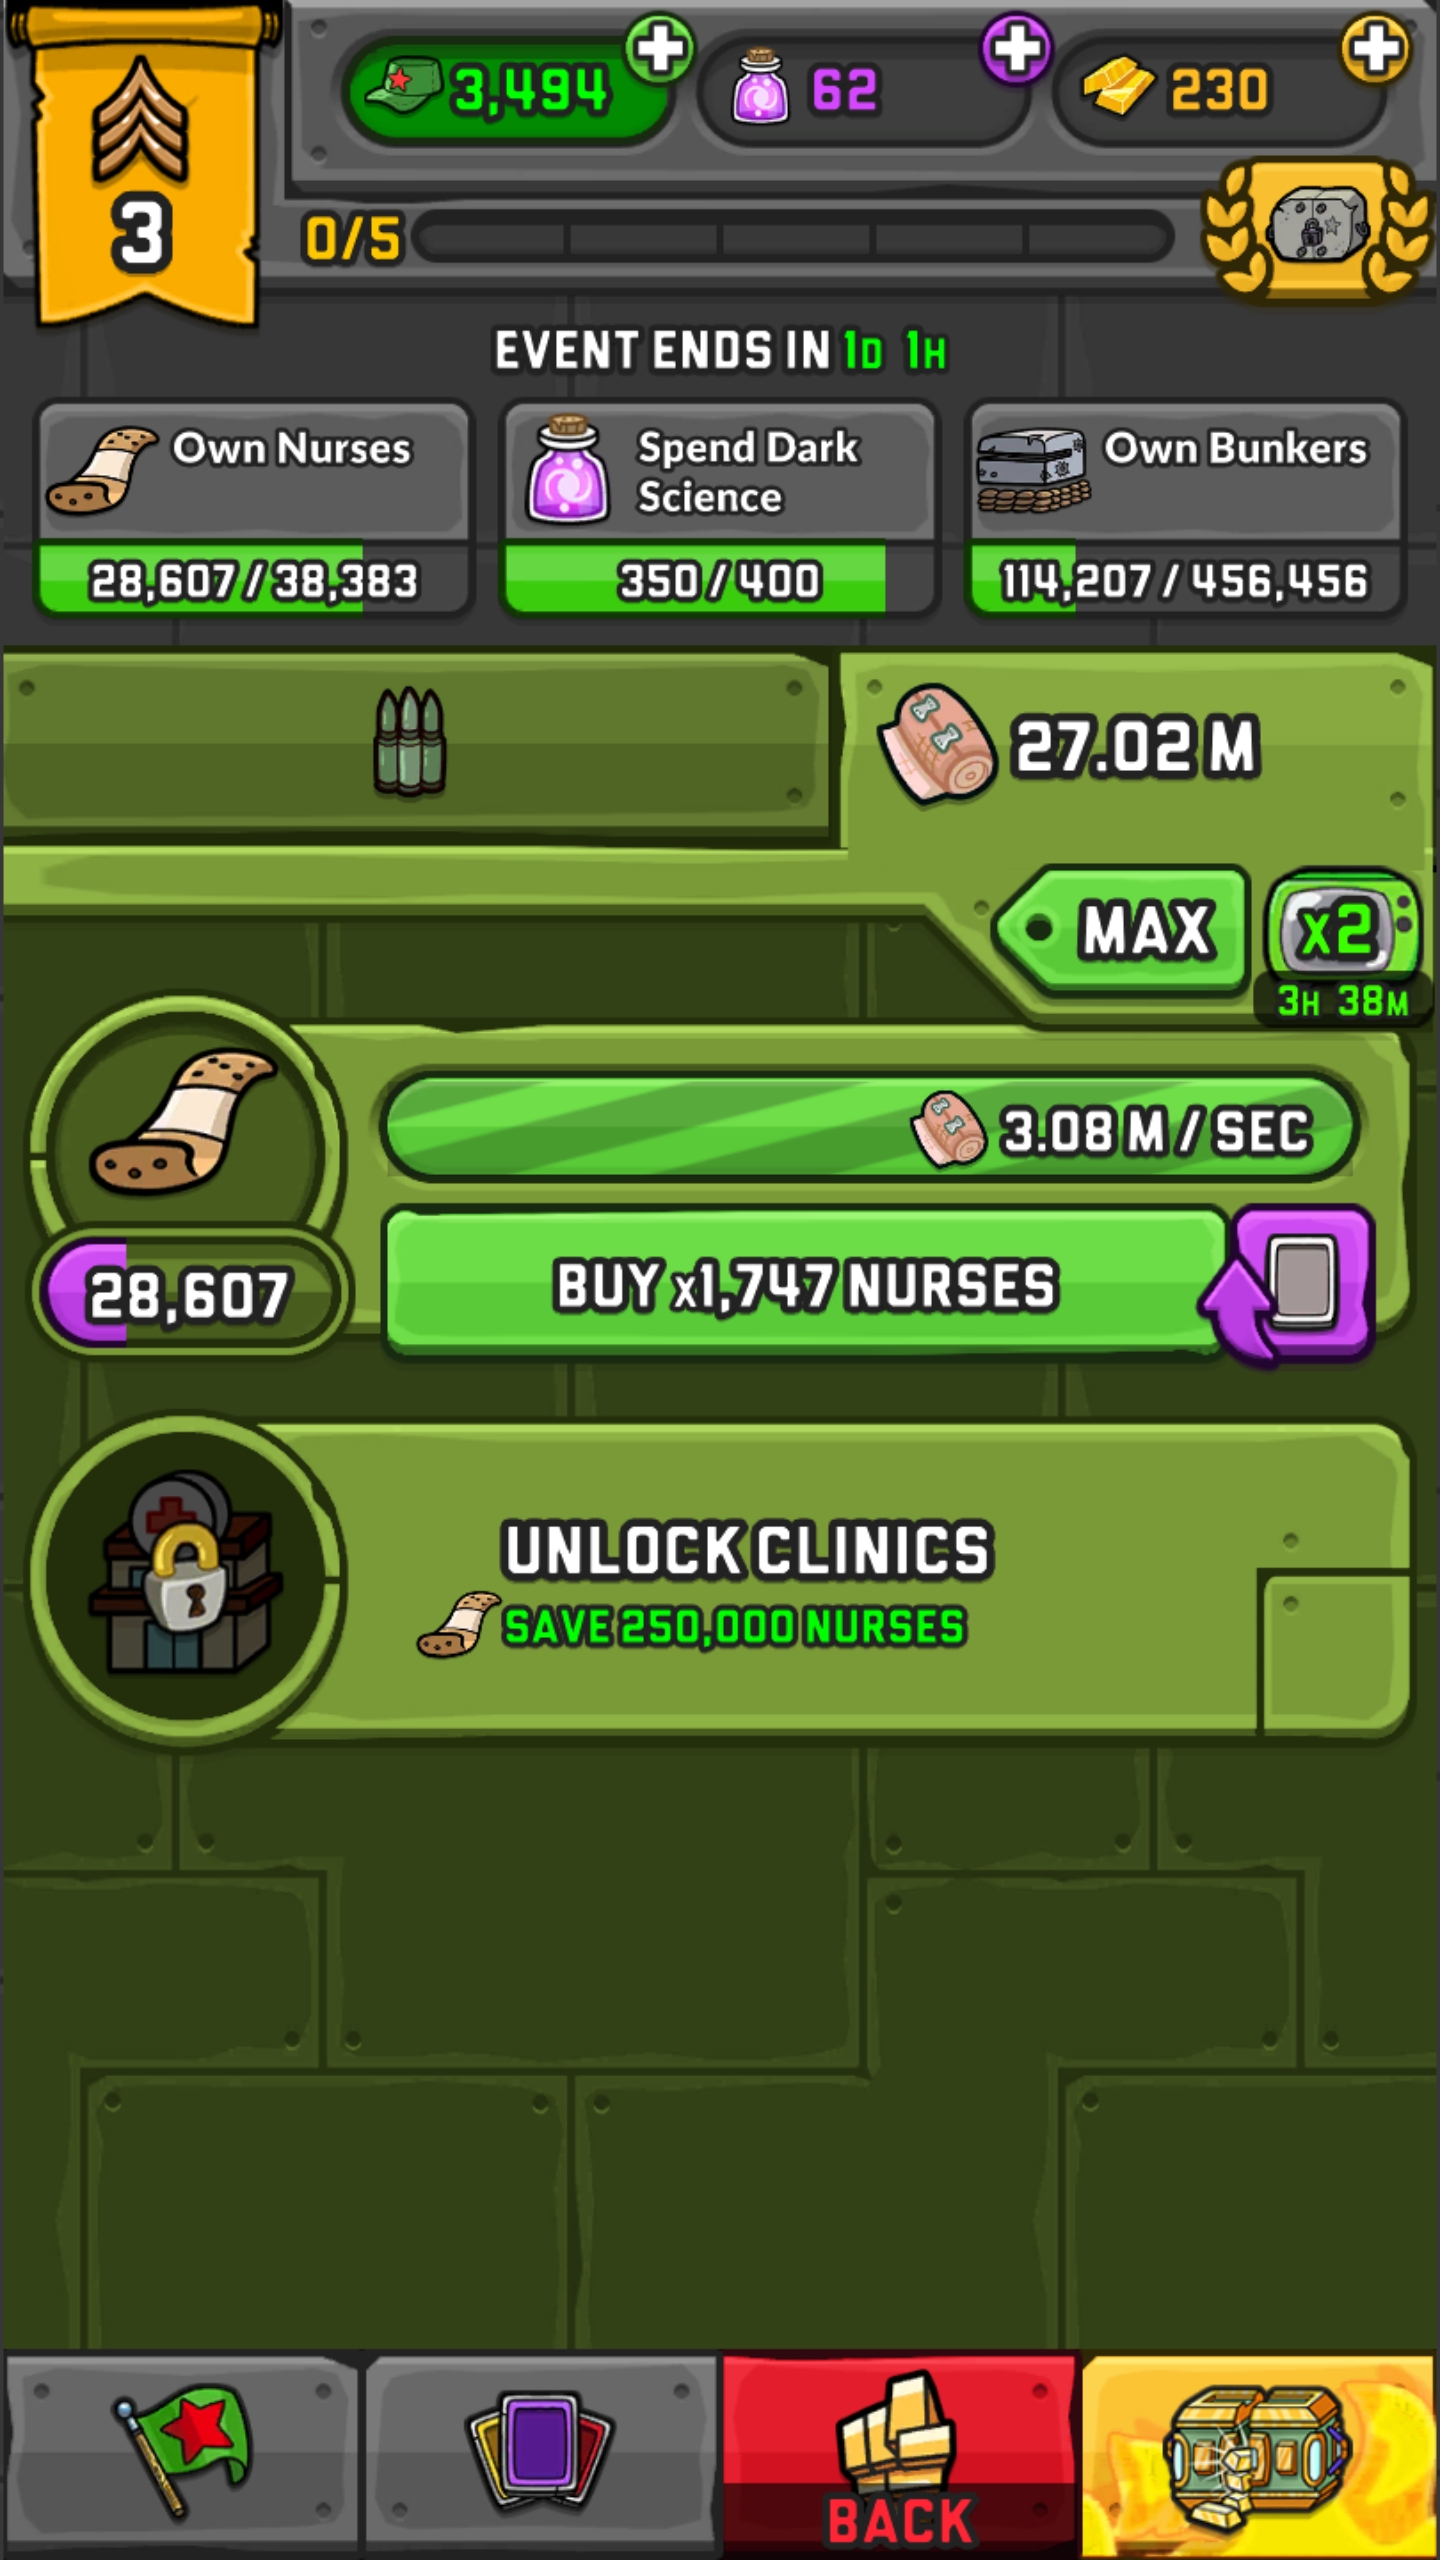 3,494
62
230
3
0/5
EVENT ENDS IN 1D 1H
Own Nurses
28,607/38,383
Spend Dark
Science
350/400
Own Bunkers
114,207/456,456
27.02 M
MAX
x2
3H 38M
3.08 M / SEC
28,607
BUY x1,747 NURSES
UNLOCK CLINICS
SAVE 250,000 NURSES
BACK